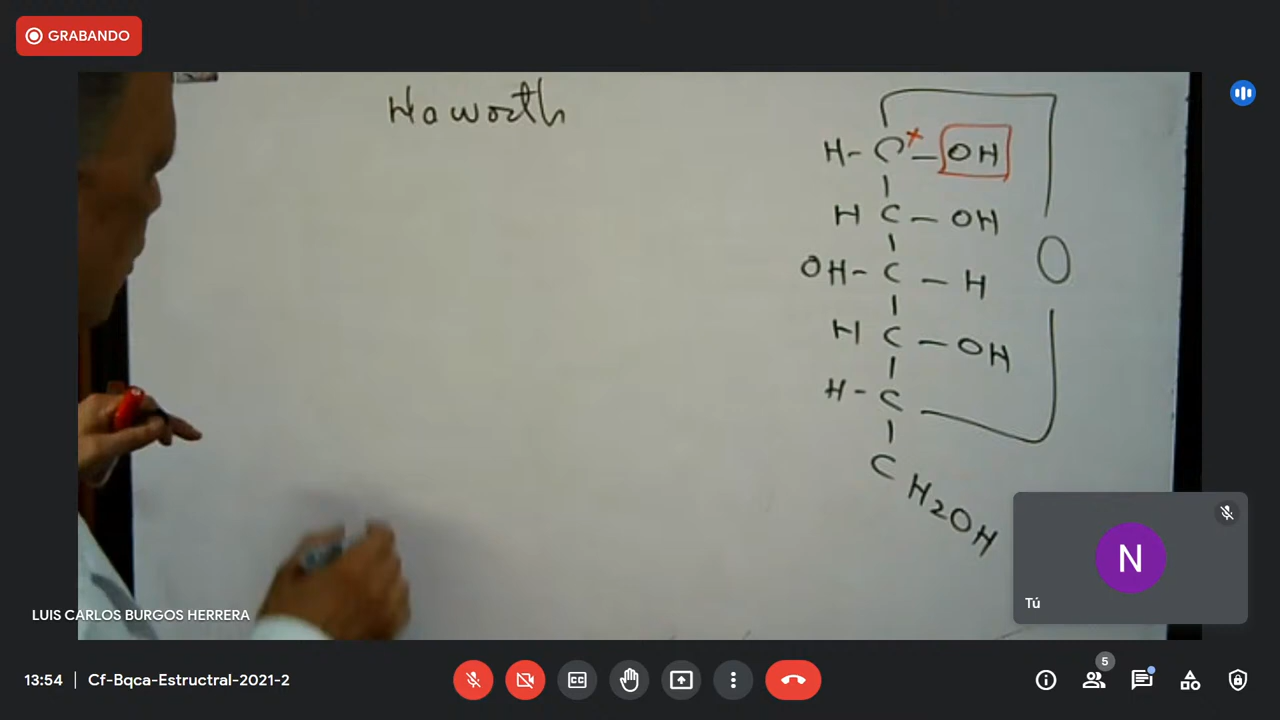 GRABANDO
Haworth
H- C* - OH
H C - OH
OH- C - H
O
H C - OH
H- C
CH2OH
LUIS CARLOS BURGOS HERRERA
N
Tú
13:54 | Cf-Bqca-Estructral-2021-2
CC
5